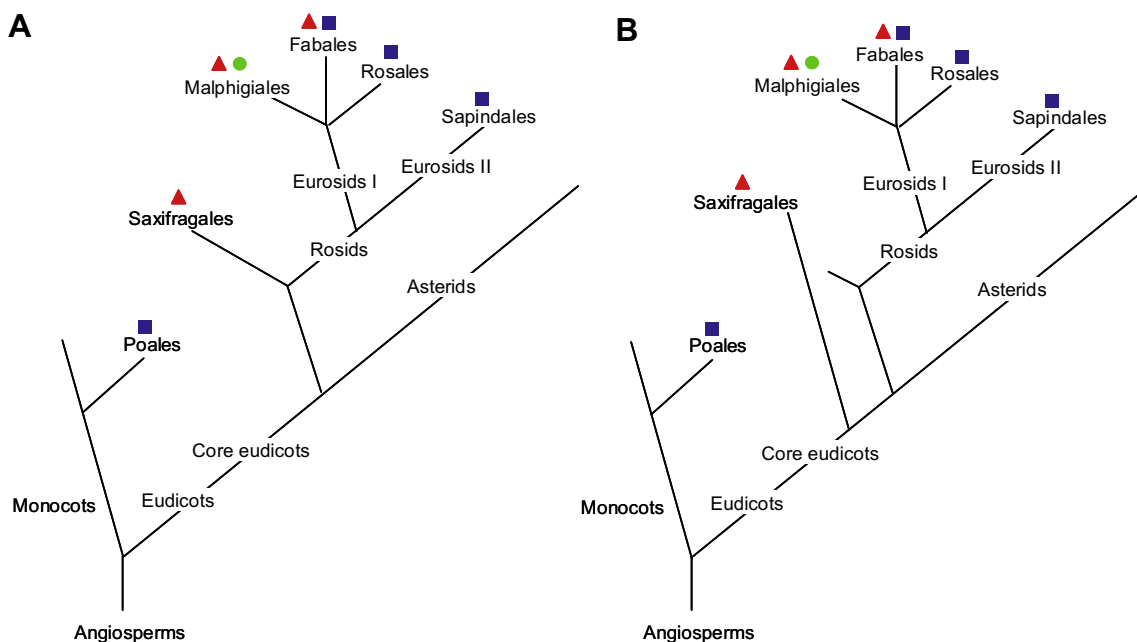 A
Fabales
Rosales
Malphigiales
Sapindales
Eurosids II
Eurosids I
Saxifragales
Rosids
Asterids
Poales
Core eudicots
Eudicots
Monocots
Angiosperms
B
Fabales
Rosales
Malphigiales
Sapindales
Eurosids II
Eurosids I
Saxifragales
Rosids
Asterids
Poales
Core eudicots
Eudicots
Monocots
Angiosperms